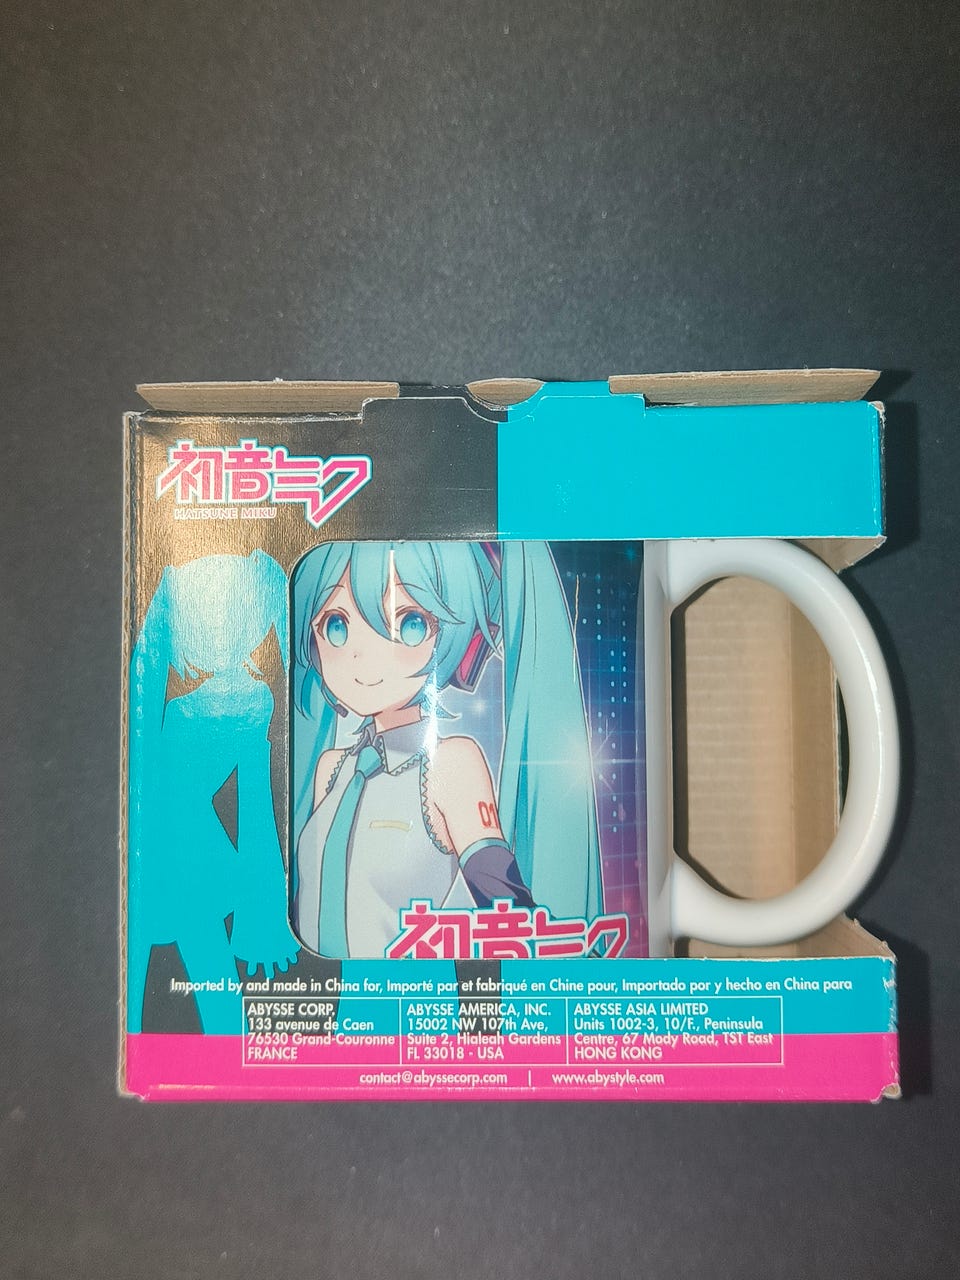 初音ミク
HATSUNE MIKU
01
初音ミク
Imported by and made in China for, Importé par et fabriqué en Chine pour, Importado por y hecho en China para
ABYSSE CORP.
133 avenue de Caen
76530 Grand-Couronne
FRANCE
ABYSSE AMERICA, INC.
15002 NW 107th Ave,
Suite 2, Hialeah Gardens
FL 33018 - USA
ABYSSE ASIA LIMITED
Units 1002-3, 10/F., Peninsula
Centre, 67 Mody Road, TST East
HONG KONG
contact@abyssecorp.com | www.abystyle.com